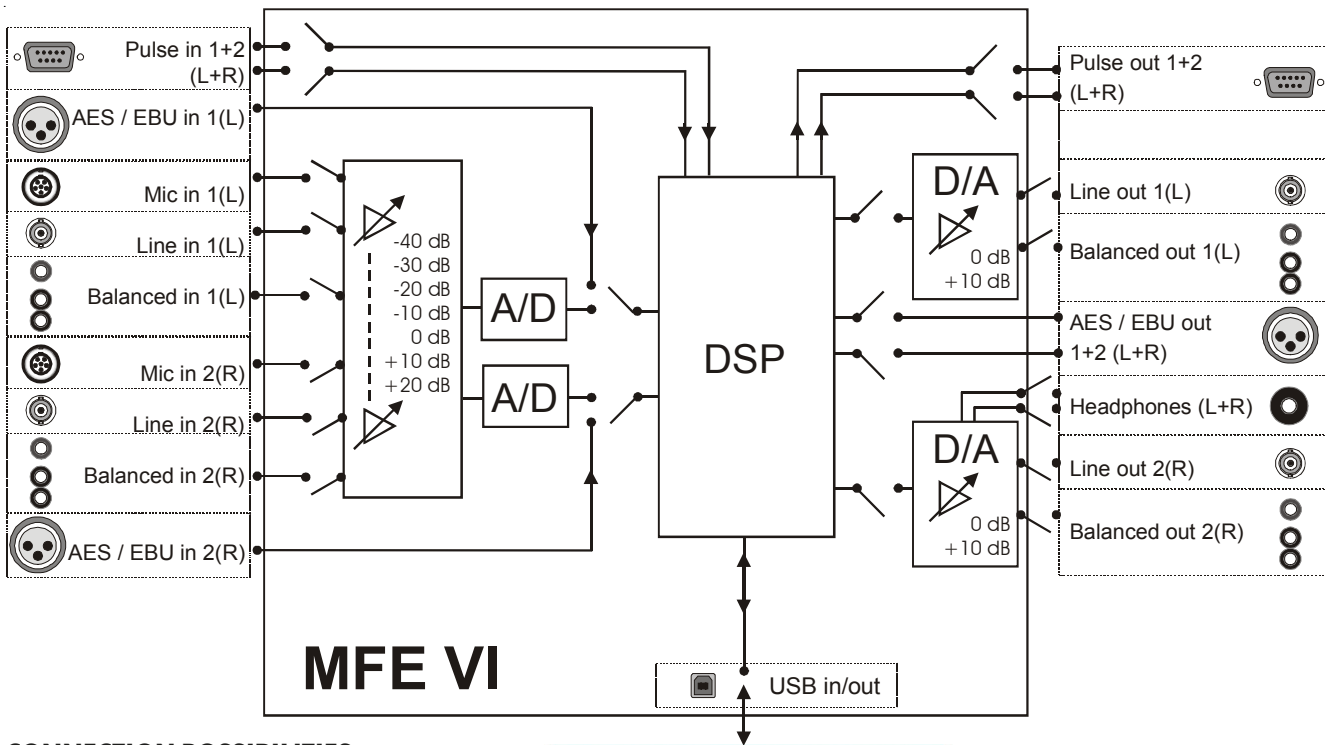 Pulse in 1+2
(L+R)
AES / EBU in 1(L)
Mic in 1(L)
Line in 1(L)
Balanced in 1(L)
Mic in 2(R)
Line in 2(R)
Balanced in 2(R)
AES / EBU in 2(R)
-40 dB
-30 dB
-20 dB
-10 dB
0 dB
+10 dB
+20 dB
A/D
A/D
DSP
D/A
0 dB
+10 dB
D/A
0 dB
+10 dB
Pulse out 1+2
(L+R)
Line out 1(L)
Balanced out 1(L)
AES / EBU out
1+2 (L+R)
Headphones (L+R)
Line out 2(R)
Balanced out 2(R)
MFE VI
USB in/out
CONNECTION POSSIBILITIES